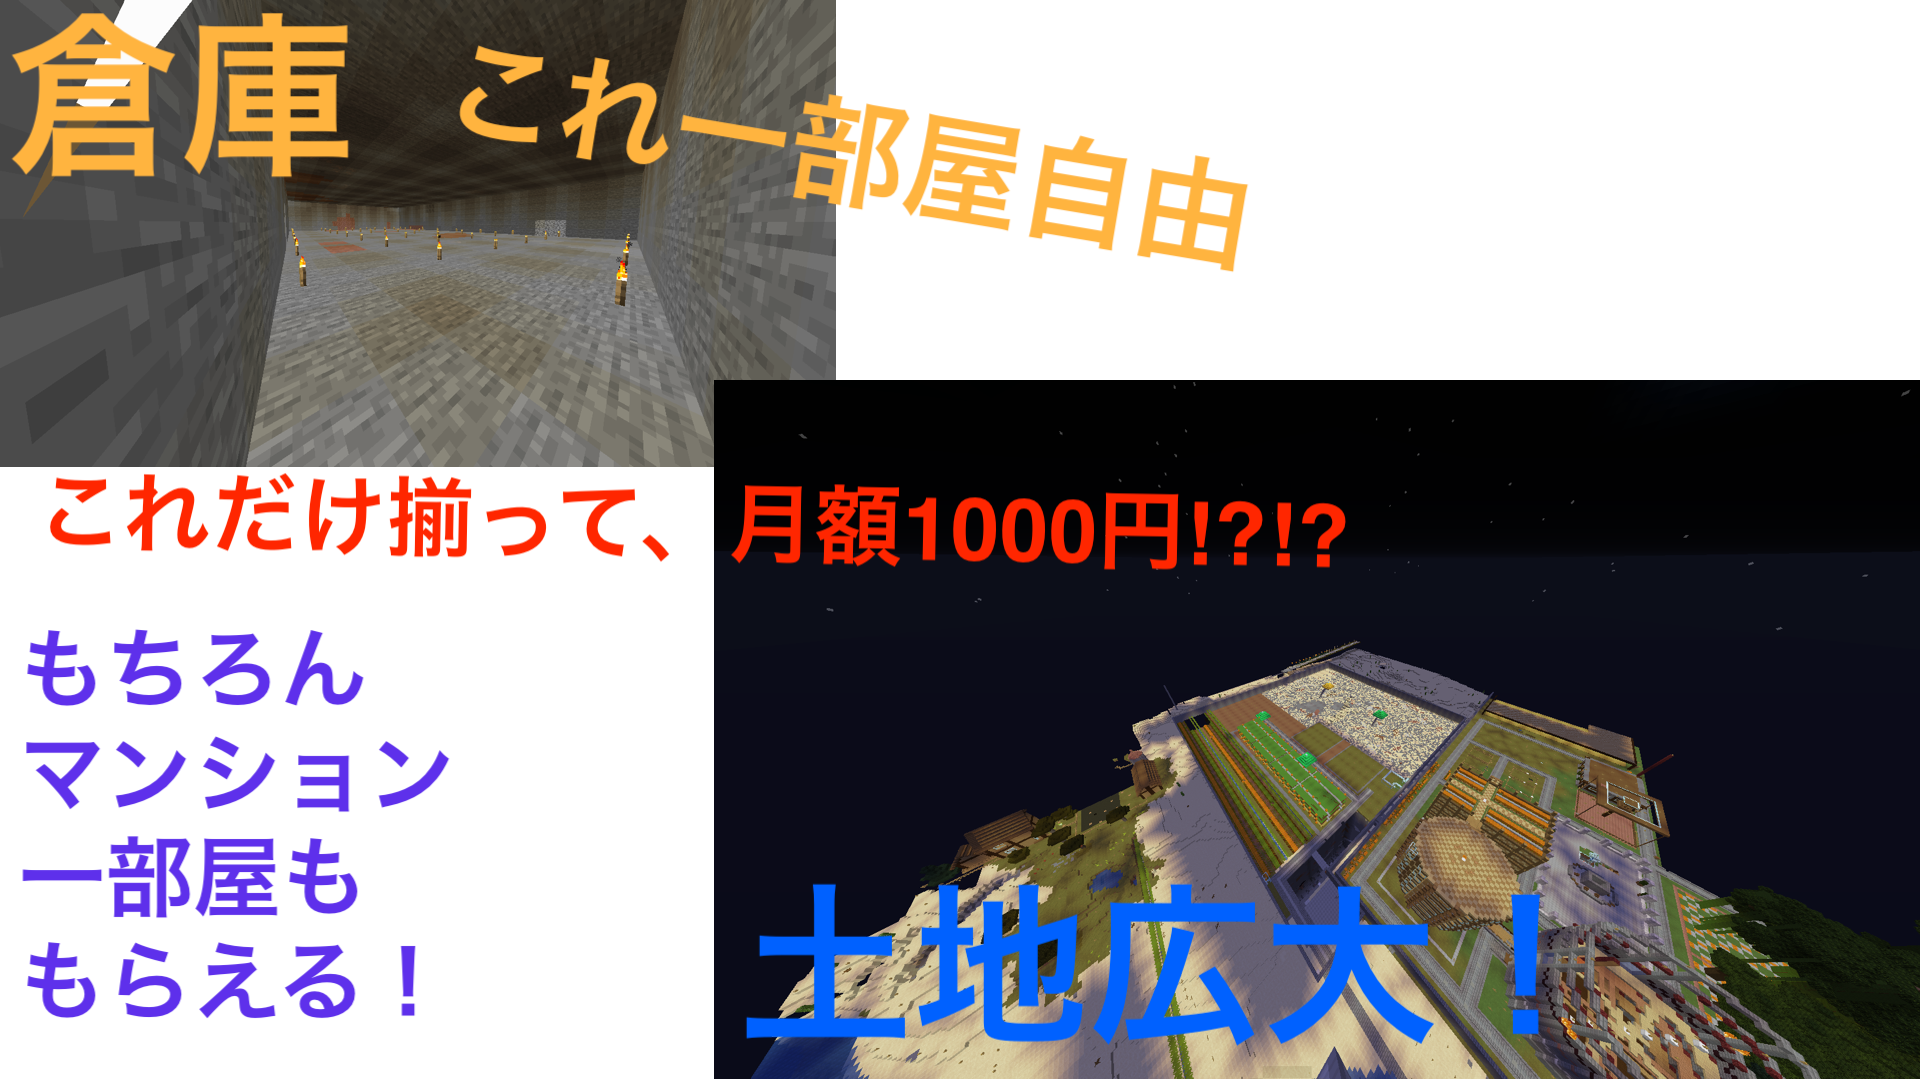 倉庫
これ一部屋自由
これだけ揃って、月額1000円!?!?
もちろん
マンション
一部屋も
もらえる！
土地広大！